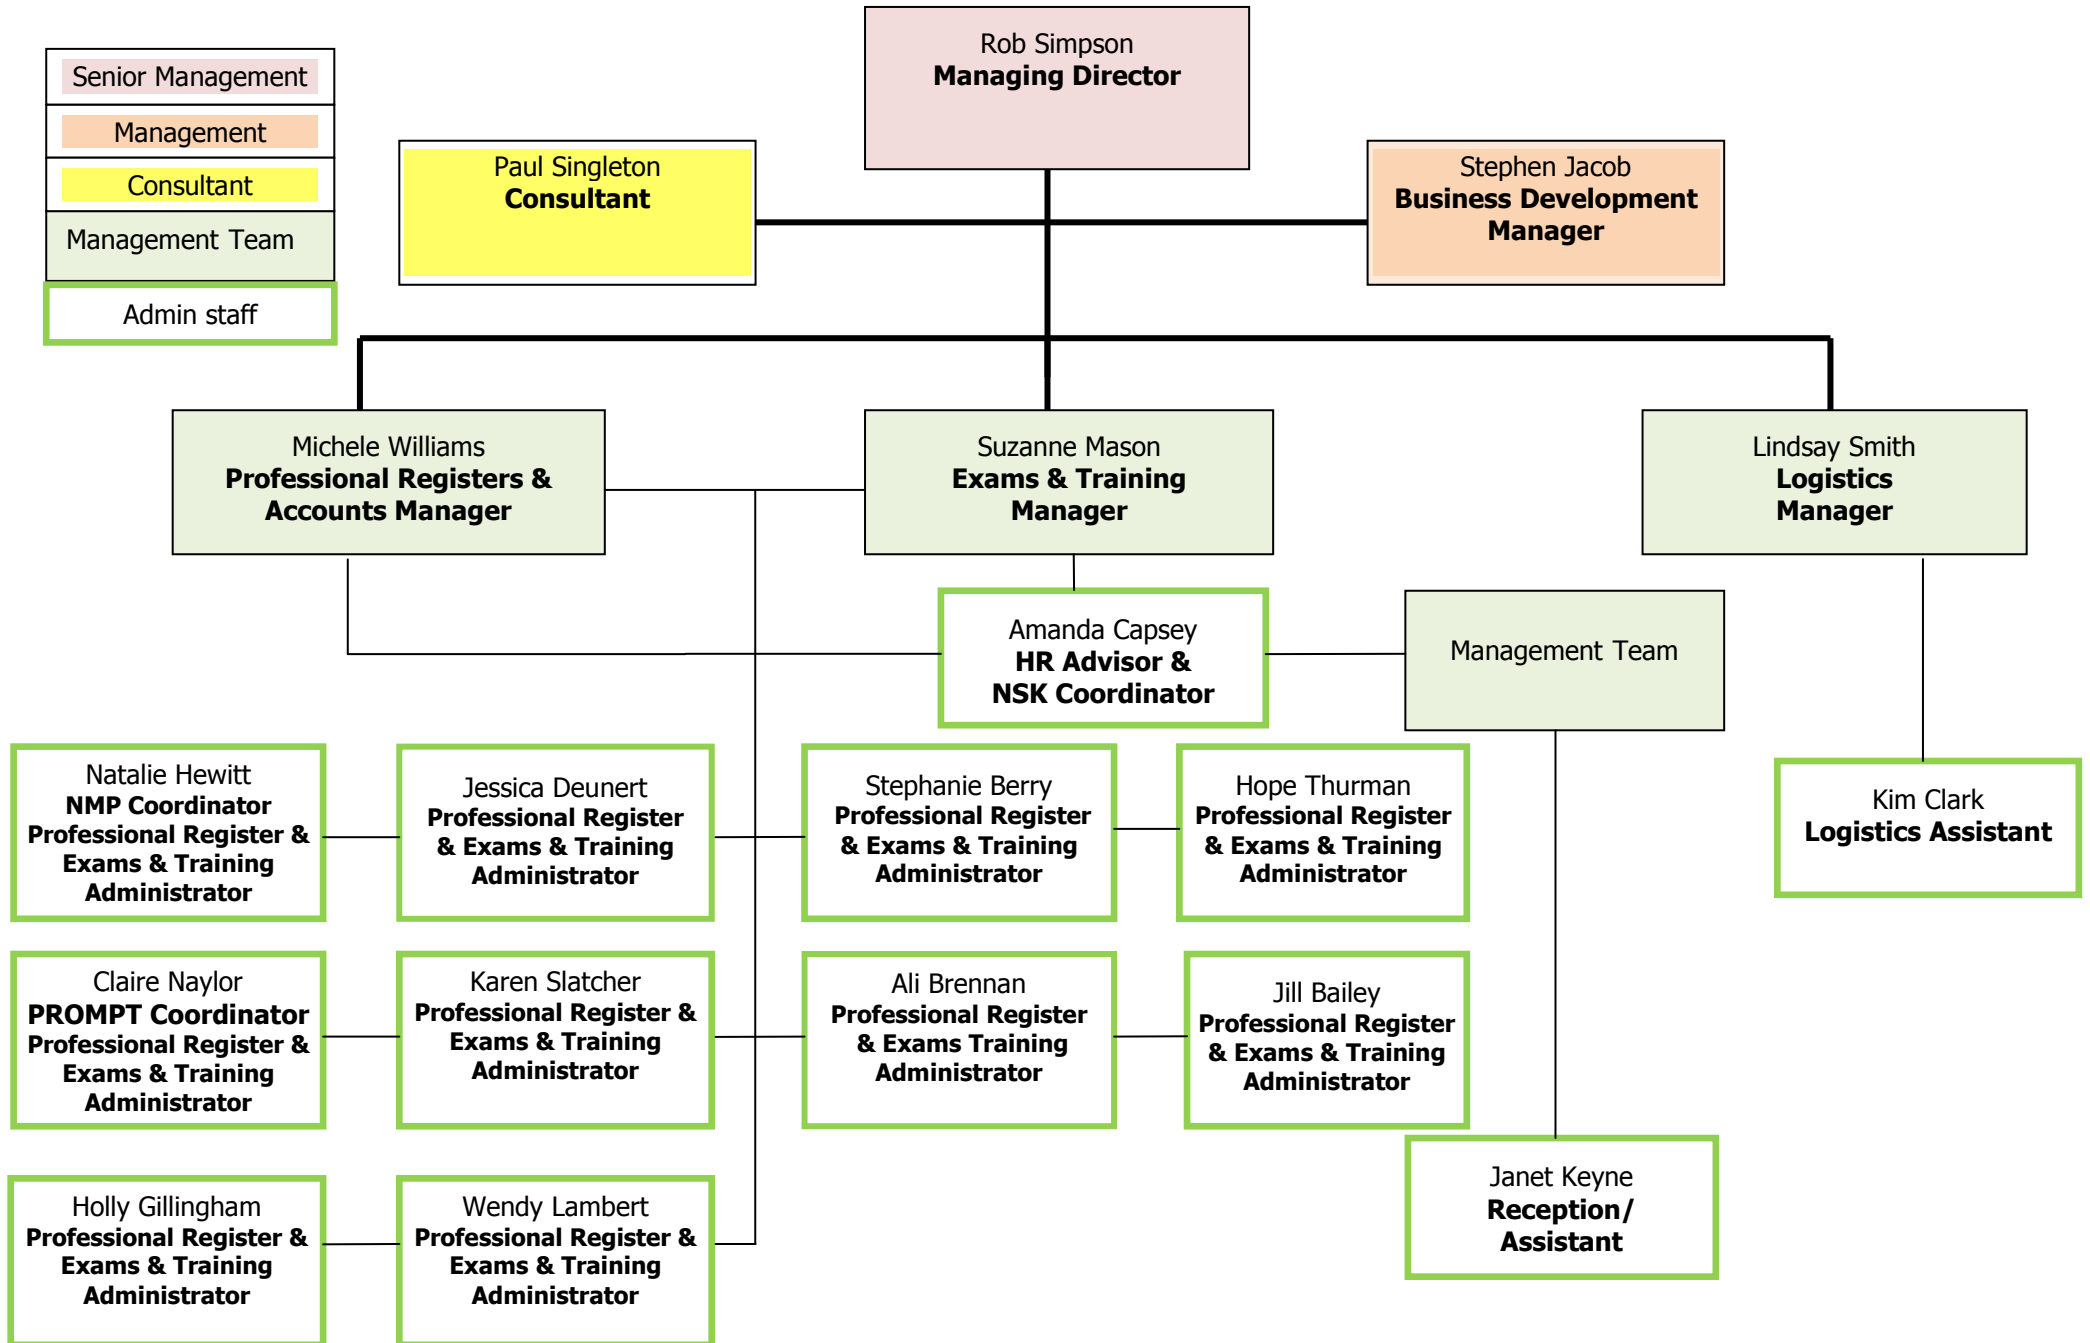 Senior Management
Management
Consultant
Management Team
Admin staff
Rob Simpson
Managing Director
Paul Singleton
Consultant
Stephen Jacob
Business Development
Manager
Michele Williams
Professional Registers &
Accounts Manager
Suzanne Mason
Exams & Training
Manager
Lindsay Smith
Logistics
Manager
Amanda Capsey
HR Advisor &
NSK Coordinator
Management Team
Natalie Hewitt
NMP Coordinator
Professional Register &
Exams & Training
Administrator
Jessica Deunert
Professional Register
& Exams & Training
Administrator
Stephanie Berry
Professional Register
& Exams & Training
Administrator
Hope Thurman
Professional Register
& Exams & Training
Administrator
Kim Clark
Logistics Assistant
Claire Naylor
PROMPT Coordinator
Professional Register &
Exams & Training
Administrator
Karen Slatcher
Professional Register &
Exams & Training
Administrator
Ali Brennan
Professional Register
& Exams Training
Administrator
Jill Bailey
Professional Register
& Exams & Training
Administrator
Holly Gillingham
Professional Register &
Exams & Training
Administrator
Wendy Lambert
Professional Register &
Exams & Training
Administrator
Janet Keyne
Reception/
Assistant